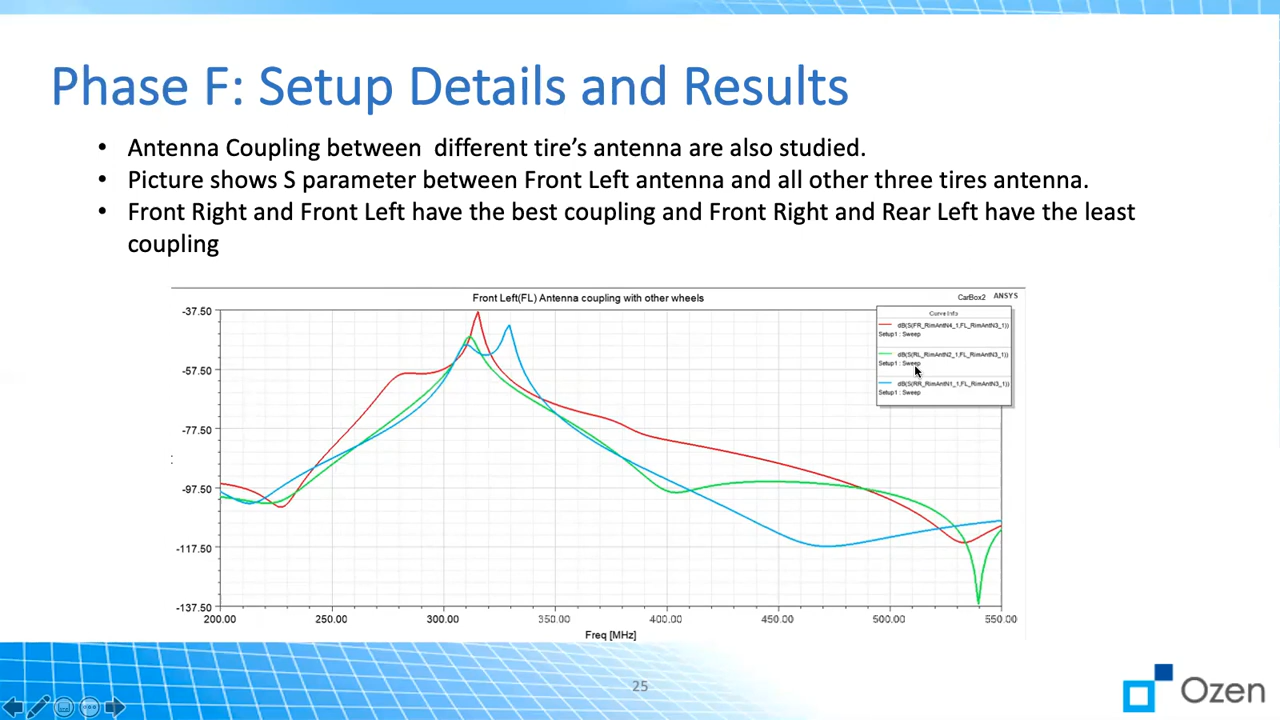 Phase F: Setup Details and Results
• Antenna Coupling between different tire’s antenna are also studied.
• Picture shows S parameter between Front Left antenna and all other three tires antenna.
• Front Right and Front Left have the best coupling and Front Right and Rear Left have the least
coupling
Front Left(FL) Antenna coupling with other wheels
CarBox2 ANSYS
Curve Info
dB(S(FR_RimAntN4_1,FL_RimAntN3_1))
Setup1 : Sweep
dB(S(RL_RimAntN2_1,FL_RimAntN3_1))
Setup1 : Sweep
dB(S(RR_RimAntN1_1,FL_RimAntN3_1))
Setup1 : Sweep
-37.50
-57.50
-77.50
-97.50
-117.50
-137.50
200.00 250.00 300.00 350.00 400.00 450.00 500.00 550.00
Freq [MHz]
25
Ozen